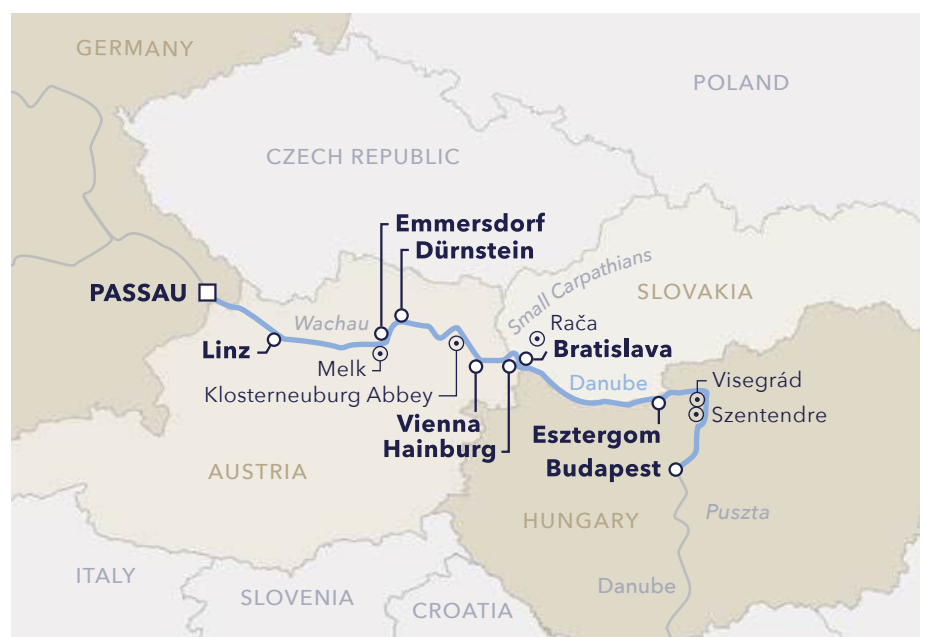 GERMANY
POLAND
CZECH REPUBLIC
Emmersdorf
Dürnstein
Small Carpathians
SLOVAKIA
PASSAU
Wachau
Rača
Linz
Bratislava
Melk
Danube
Visegrád
Klosterneuburg Abbey
Szentendre
Vienna
Hainburg
Esztergom
Budapest
AUSTRIA
HUNGARY
Puszta
ITALY
SLOVENIA
CROATIA
Danube